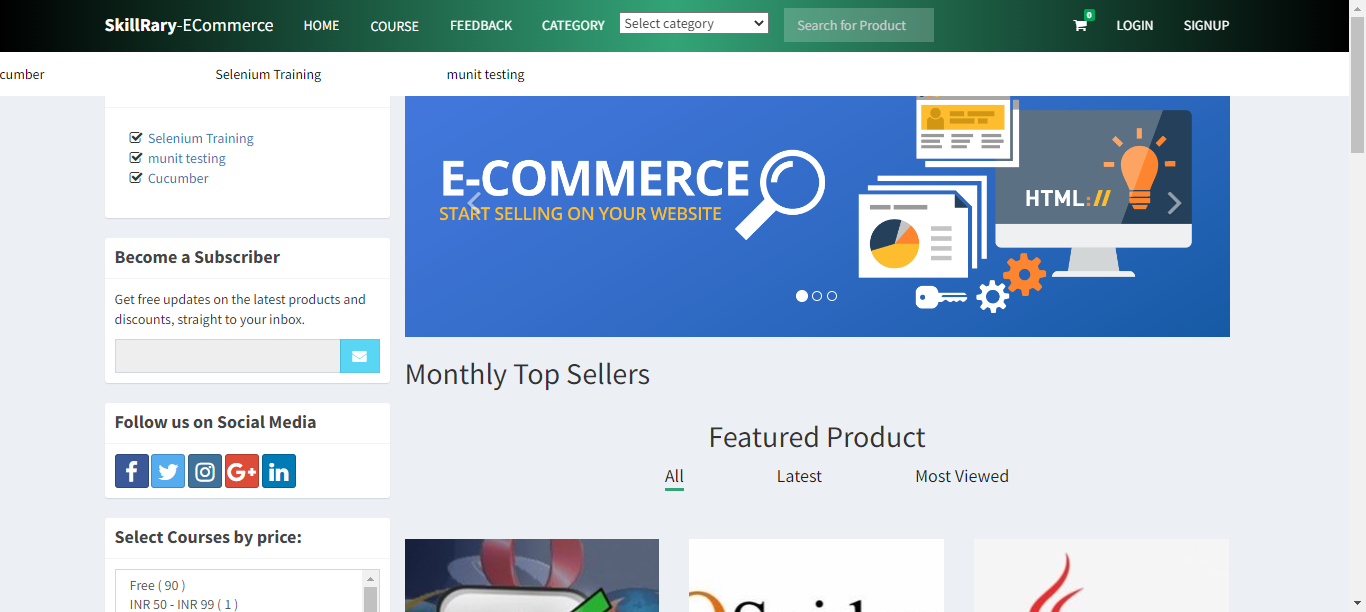 SkillRary-ECommerce HOME COURSE FEEDBACK CATEGORY Select category Search for Product 0 LOGIN SIGNUP
cumber Selenium Training munit testing
Selenium Training
munit testing
Cucumber
Become a Subscriber
Get free updates on the latest products and
discounts, straight to your inbox.
Follow us on Social Media
f G+ in
Select Courses by price:
Free ( 90 )
INR 50 - INR 99 ( 1 )
E-COMMERCE
START SELLING ON YOUR WEBSITE
HTML://
Monthly Top Sellers
Featured Product
All Latest Most Viewed